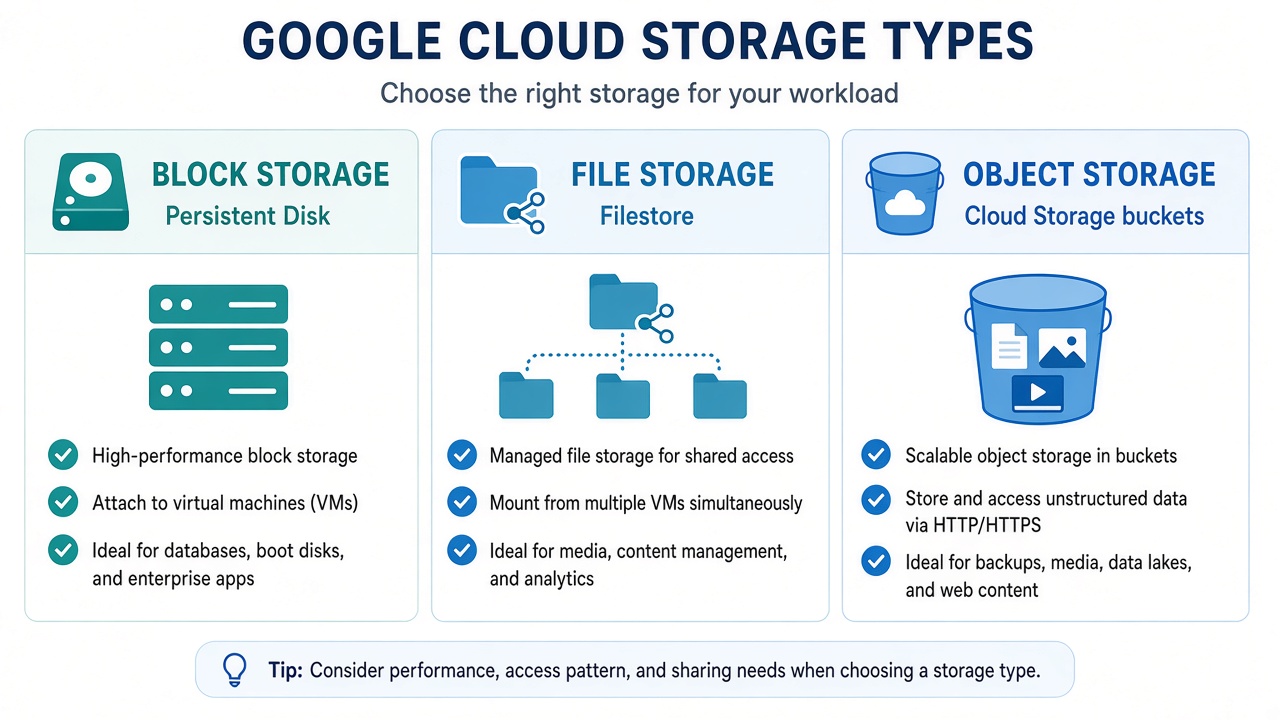 GOOGLE CLOUD STORAGE TYPES
Choose the right storage for your workload
BLOCK STORAGE
Persistent Disk
High-performance block storage
Attach to virtual machines (VMs)
Ideal for databases, boot disks,
and enterprise apps
FILE STORAGE
Filestore
Managed file storage for shared access
Mount from multiple VMs simultaneously
Ideal for media, content management,
and analytics
OBJECT STORAGE
Cloud Storage buckets
Scalable object storage in buckets
Store and access unstructured data
via HTTP/HTTPS
Ideal for backups, media, data lakes,
and web content
Tip: Consider performance, access pattern, and sharing needs when choosing a storage type.